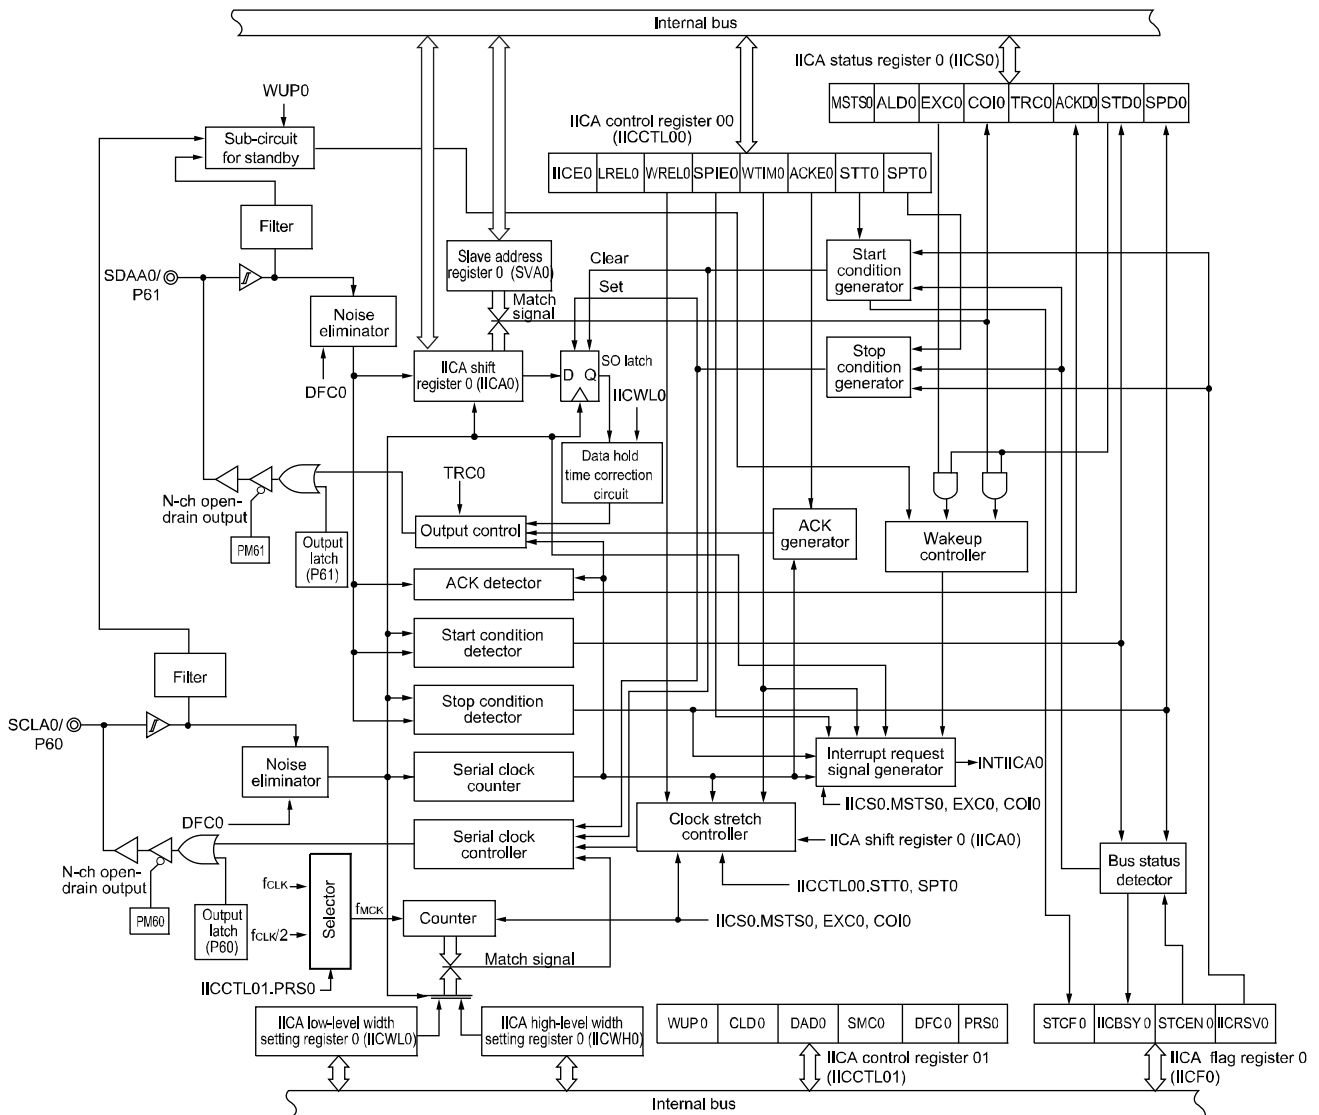 Internal bus
IICA status register 0 (IICS0)
MSTS0 ALD0 EXC0 COI0 TRC0 ACKD0 STD0 SPD0
WUP0
Sub-circuit
for standby
IICA control register 00
(IICCTL00)
IICE0 LREL0 WREL0 SPIE0 WTIM0 ACKE0 STT0 SPT0
Filter
SDAA0/
P61
Slave address
register 0 (SVA0)
Clear
Set
Start
condition
generator
Noise
eliminator
Match
signal
DFC0
IICA shift
register 0 (IICA0)
D Q
SO latch
IICWL0
Stop
condition
generator
Data hold
time correction
circuit
TRC0
N-ch open-
drain output
PM61
Output
latch
(P61)
Output control
ACK
generator
Wakeup
controller
ACK detector
Start condition
detector
Filter
Stop condition
detector
SCLA0/
P60
Noise
eliminator
DFC0
Serial clock
counter
Interrupt request
signal generator
INTIICA0
IICS0.MSTS0, EXC0, COI0
Clock stretch
controller
IICA shift register 0 (IICA0)
Serial clock
controller
N-ch open-
drain output
PM60
Output
latch
(P60)
fCLK
fCLK/2
Selector
fMCK
IICCTL01.PRS0
Counter
IICCTL00.STT0, SPT0
IICS0.MSTS0, EXC0, COI0
Bus status
detector
Match signal
IICA low-level width
setting register 0 (IICWL0)
IICA high-level width
setting register 0 (IICWH0)
WUP0 CLD0 DAD0 SMC0 DFC0 PRS0
IICA control register 01
(IICCTL01)
STCF0 IICBSY0 STCEN0 IICRSV0
IICA flag register 0
(IICF0)
Internal bus